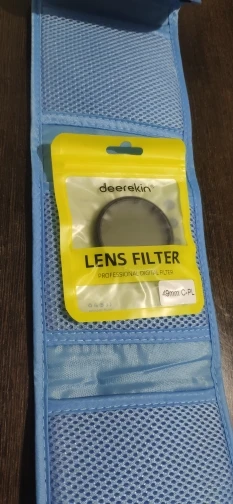 deerekin
LENS FILTER
PROFESSIONAL DIGITAL FILTER
49mm C-PL